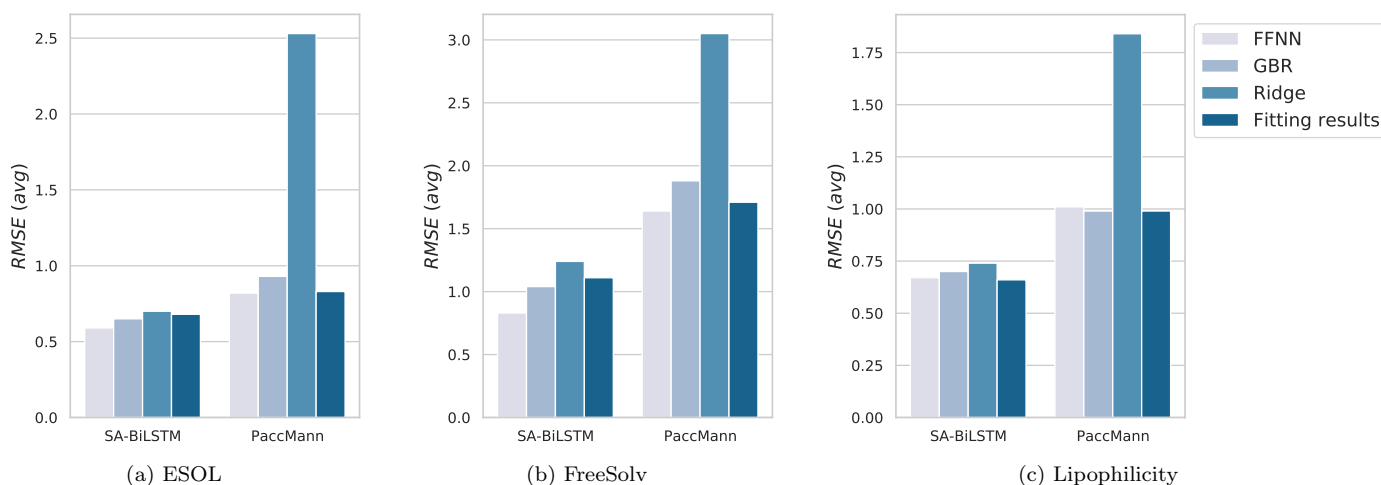 RMSE (avg)
2.5
2.0
1.5
1.0
0.5
0.0
SA-BiLSTM PaccMann
(a) ESOL
RMSE (avg)
3.0
2.5
2.0
1.5
1.0
0.5
0.0
SA-BiLSTM PaccMann
(b) FreeSolv
RMSE (avg)
1.75
1.50
1.25
1.00
0.75
0.50
0.25
0.00
SA-BiLSTM PaccMann
(c) Lipophilicity
FFNN
GBR
Ridge
Fitting results